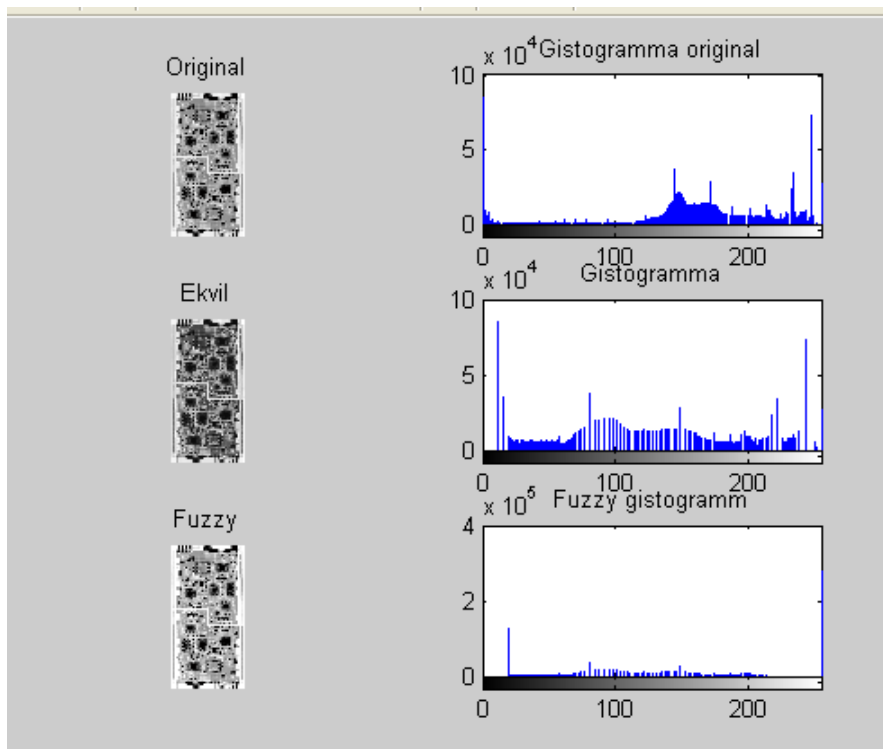 Original
Gistogramma original
x 10^4
10
5
0
0 100 200
Ekvil
Gistogramma
x 10^4
10
5
0
0 100 200
Fuzzy
Fuzzy gistogramm
x 10^5
4
2
0
0 100 200